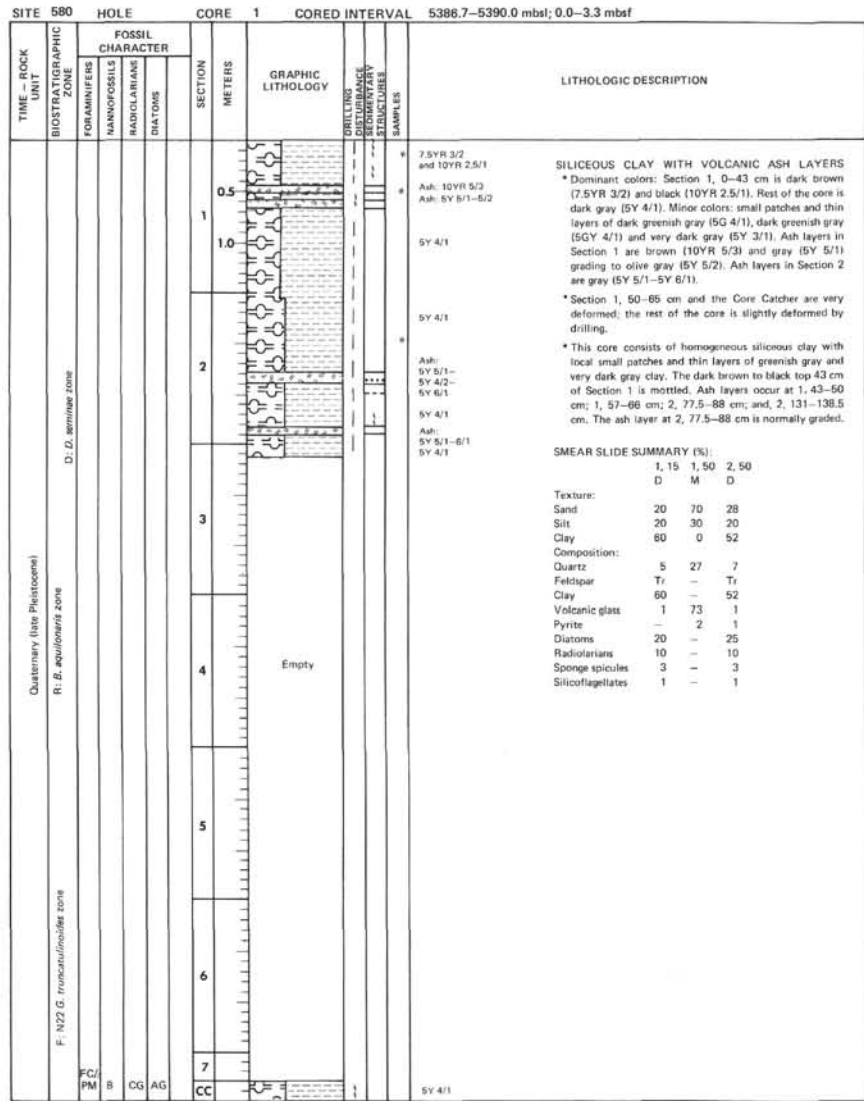 SITE 580 HOLE CORE 1 CORED INTERVAL 5386.7–5390.0 mbsl; 0.0–3.3 mbsf
TIME – ROCK UNIT
BIOSTRATIGRAPHIC ZONE
FOSSIL CHARACTER
FORAMINIFERS
NANNOFOSSILS
RADIOLARIANS
DIATOMS
SECTION
METERS
GRAPHIC LITHOLOGY
DRILLING DISTURBANCE
SEDIMENTARY STRUCTURES
SAMPLES
LITHOLOGIC DESCRIPTION
Quaternary (late Pleistocene)
D: D. seminae zone
R: B. aquilonaris zone
F: N22 G. truncatulinoides zone
FC/PM B CG AG
1
0.5
1.0
2
3
4
5
6
7
CC
Empty
*
*
*
7.5YR 3/2
and 10YR 2.5/1
Ash: 10YR 5/3
Ash: 5Y 5/1–5/2
5Y 4/1
5Y 4/1
Ash:
5Y 5/1–
5Y 4/2–
5Y 6/1
5Y 4/1
Ash:
5Y 5/1–6/1
5Y 4/1
5Y 4/1
SILICEOUS CLAY WITH VOLCANIC ASH LAYERS
* Dominant colors: Section 1, 0–43 cm is dark brown
(7.5YR 3/2) and black (10YR 2.5/1). Rest of the core is
dark gray (5Y 4/1). Minor colors: small patches and thin
layers of dark greenish gray (5G 4/1), dark greenish gray
(5GY 4/1) and very dark gray (5Y 3/1). Ash layers in
Section 1 are brown (10YR 5/3) and gray (5Y 5/1)
grading to olive gray (5Y 5/2). Ash layers in Section 2
are gray (5Y 5/1–5Y 6/1).
* Section 1, 50–65 cm and the Core Catcher are very
deformed; the rest of the core is slightly deformed by
drilling.
* This core consists of homogeneous siliceous clay with
local small patches and thin layers of greenish gray and
very dark gray clay. The dark brown to black top 43 cm
of Section 1 is mottled. Ash layers occur at 1, 43–50
cm; 1, 57–66 cm; 2, 77.5–88 cm; and, 2, 131–138.5
cm. The ash layer at 2, 77.5–88 cm is normally graded.
SMEAR SLIDE SUMMARY (%):
1, 15 1, 50 2, 50
D M D
Texture:
Sand 20 70 28
Silt 20 30 20
Clay 60 0 52
Composition:
Quartz 5 27 7
Feldspar Tr – Tr
Clay 60 – 52
Volcanic glass 1 73 1
Pyrite – 2 1
Diatoms 20 – 25
Radiolarians 10 – 10
Sponge spicules 3 – 3
Silicoflagellates 1 – 1